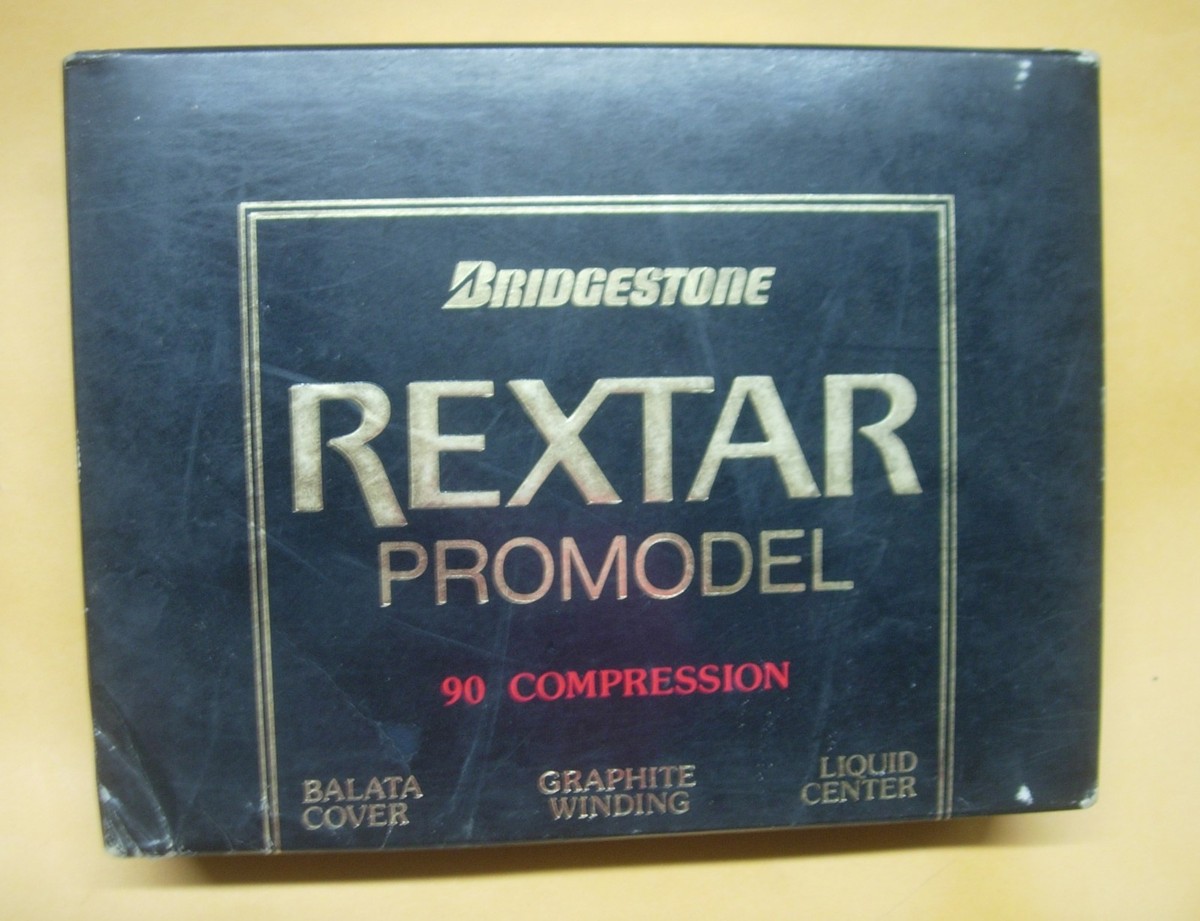 BRIDGESTONE
REXTAR
PROMODEL
90 COMPRESSION
BALATA
COVER
GRAPHITE
WINDING
LIQUID
CENTER